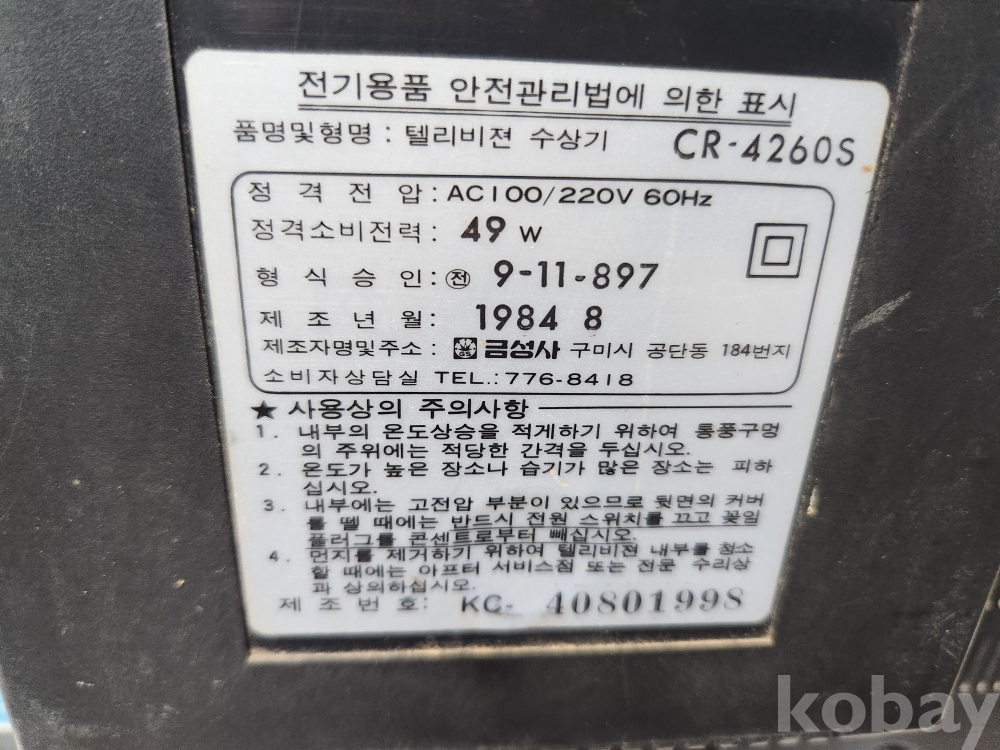 전기용품 안전관리법에 의한 표시
품명및형명 : 텔리비젼 수상기 CR-4260S
정격전압 : AC100/220V 60Hz
정격소비전력 : 49 W
형식승인 : 전 9-11-897
제조년월 : 1984 8
제조자명및주소 : 금성사 구미시 공단동 184번지
소비자상담실 TEL.: 776-8418
★ 사용상의 주의사항
1. 내부의 온도상승을 적게하기 위하여 통풍구멍
의 주위에는 적당한 간격을 두십시오.
2. 온도가 높은 장소나 습기가 많은 장소는 피하
십시오.
3. 내부에는 고전압 부분이 있으므로 뒷면의 커버
를 뗄 때에는 반드시 전원 스위치를 끄고 꽂임
플러그를 콘센트로부터 빼십시오.
4. 먼지를 제거하기 위하여 텔리비젼 내부를 청소
할 때에는 아프터 서비스점 또는 전문 수리상
과 상의하십시오.
제조번호 : KC- 40801998
kobay